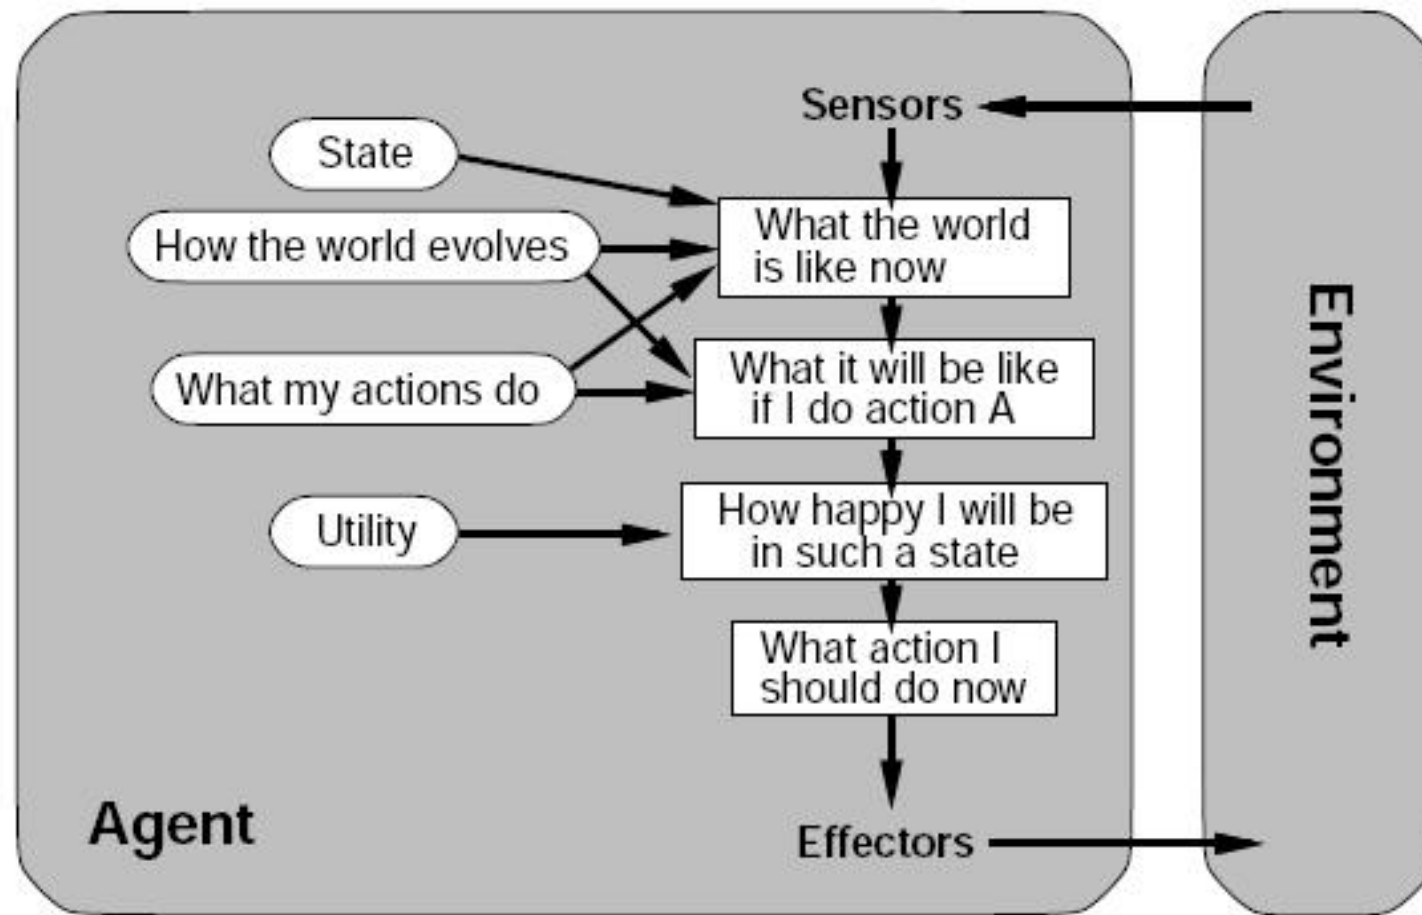 Sensors
State
What the world
is like now
How the world evolves
What it will be like
if I do action A
What my actions do
How happy I will be
in such a state
Utility
What action I
should do now
Agent
Effectors
Environment